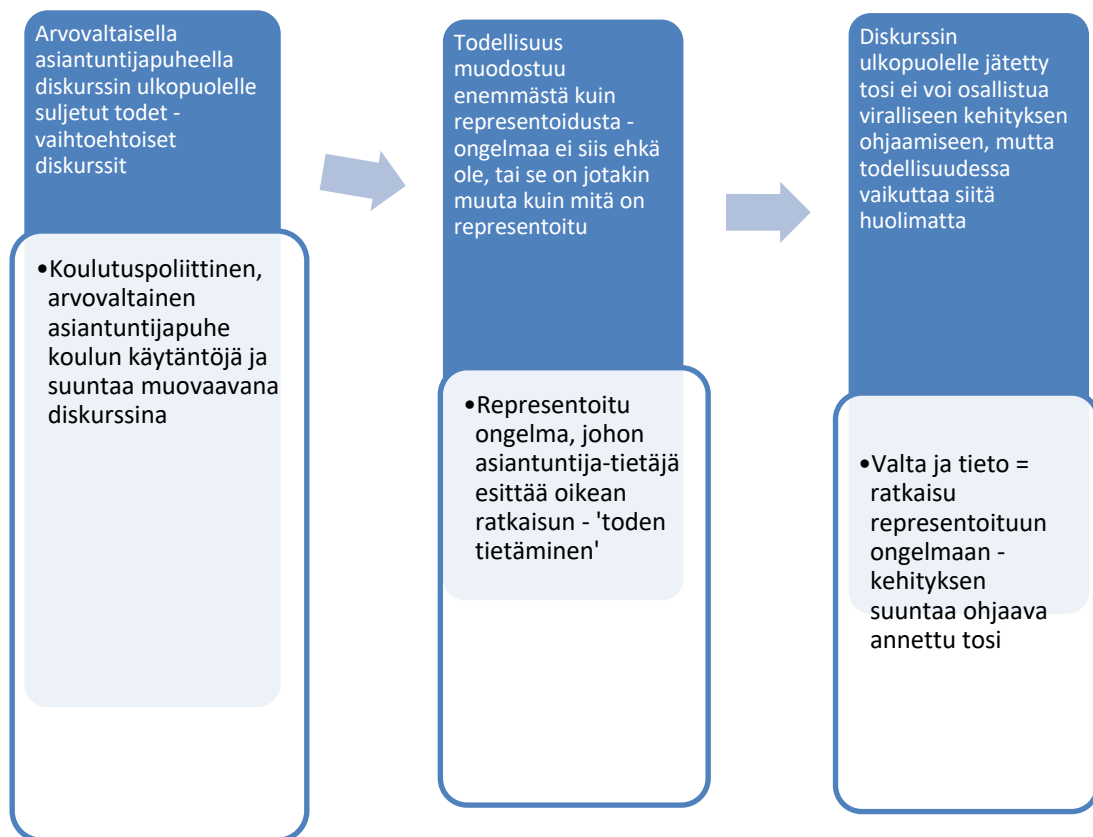 Arvovaltaisella
asiantuntijapuheella
diskurssin ulkopuolelle
suljetut todet -
vaihtoehtoiset
diskurssit
•Koulutuspoliittinen,
arvovaltainen
asiantuntijapuhe
koulun käytäntöjä ja
suuntaa muovaavana
diskurssina
Todellisuus
muodostuu
enemmästä kuin
representoidusta -
ongelmaa ei siis ehkä
ole, tai se on jotakin
muuta kuin mitä on
representoitu
•Representoitu
ongelma, johon
asiantuntija-tietäjä
esittää oikean
ratkaisun - 'toden
tietäminen'
Diskurssin
ulkopuolelle jätetty
tosi ei voi osallistua
viralliseen kehityksen
ohjaamiseen, mutta
todellisuudessa
vaikuttaa siitä
huolimatta
•Valta ja tieto =
ratkaisu
representoituun
ongelmaan -
kehityksen
suuntaa ohjaava
annettu tosi